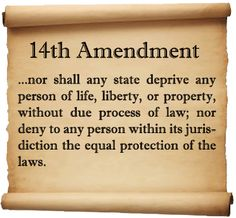 14th Amendment
...nor shall any state deprive any
person of life, liberty, or property,
without due process of law; nor
deny to any person within its juris-
diction the equal protection of the
laws.